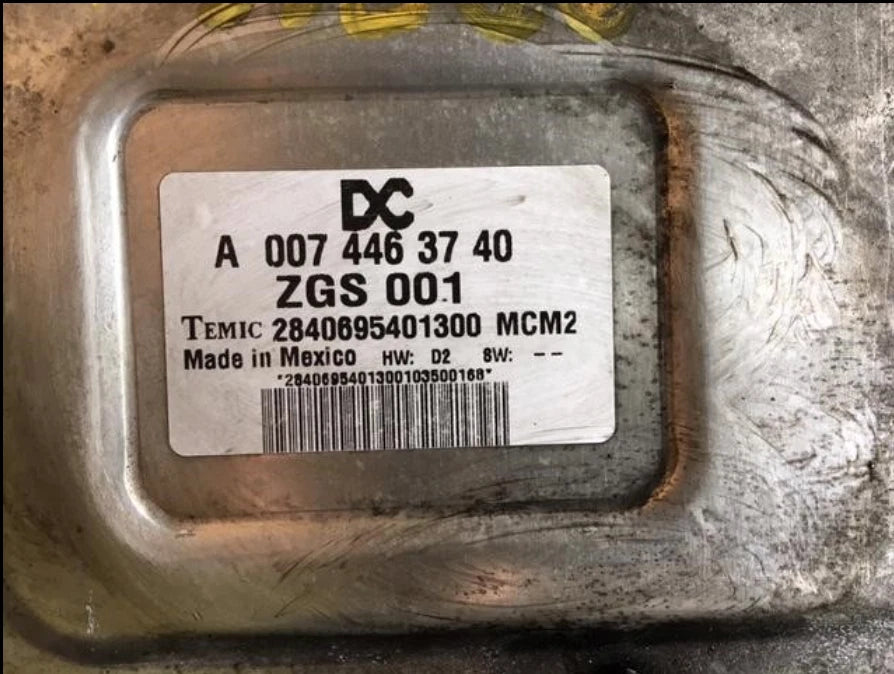 DC
A 007 446 37 40
ZGS 001
TEMIC 2840695401300 MCM2
Made in Mexico HW: D2 SW: --
*2840695401300103500168*